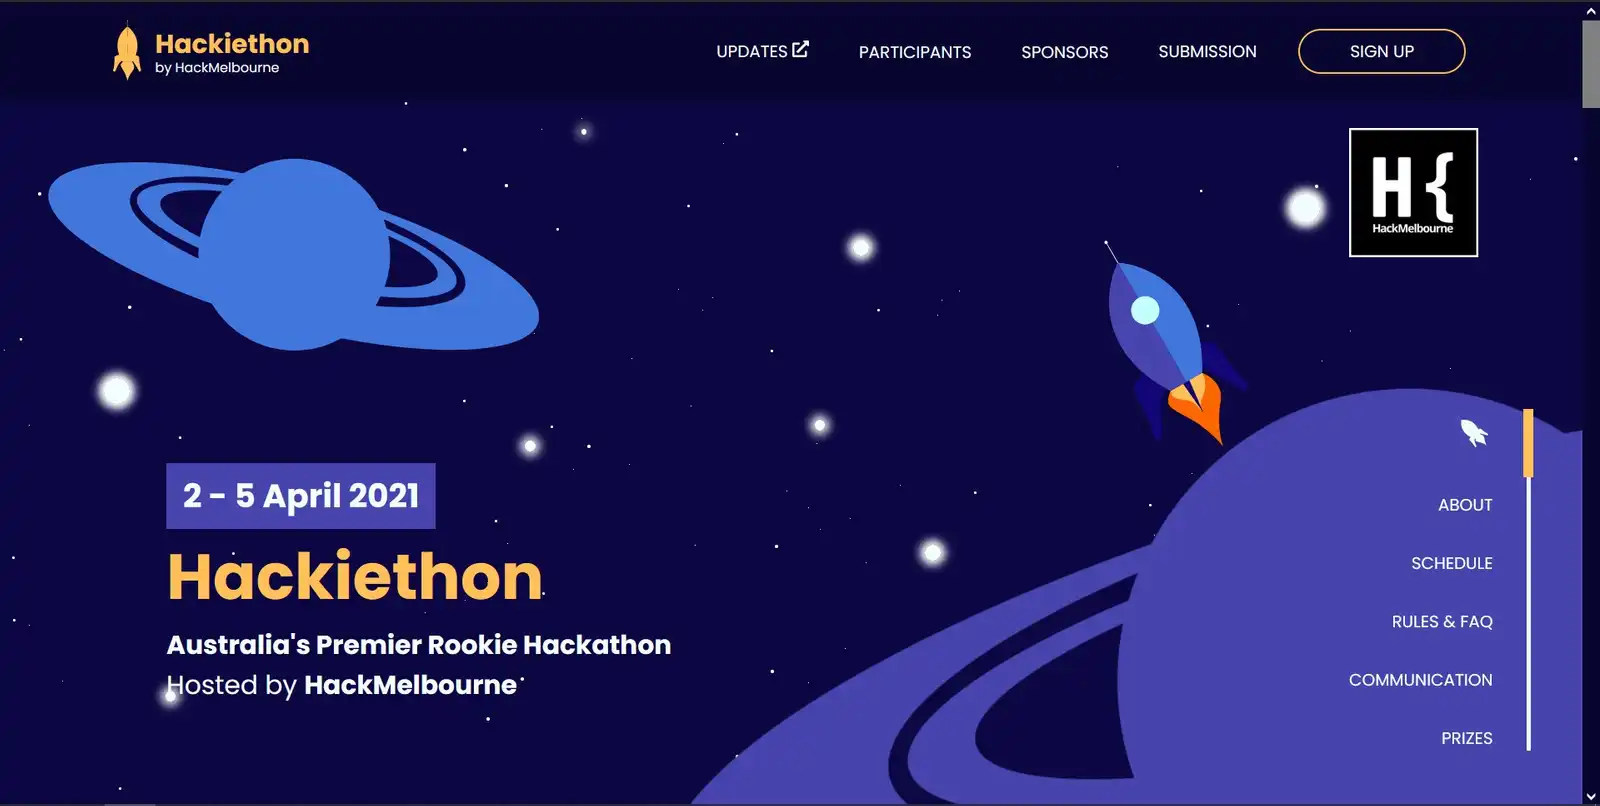 Hackiethon
by HackMelbourne
UPDATES
PARTICIPANTS
SPONSORS
SUBMISSION
SIGN UP
H{
HackMelbourne
2 - 5 April 2021
Hackiethon
Australia's Premier Rookie Hackathon
Hosted by HackMelbourne
ABOUT
SCHEDULE
RULES & FAQ
COMMUNICATION
PRIZES